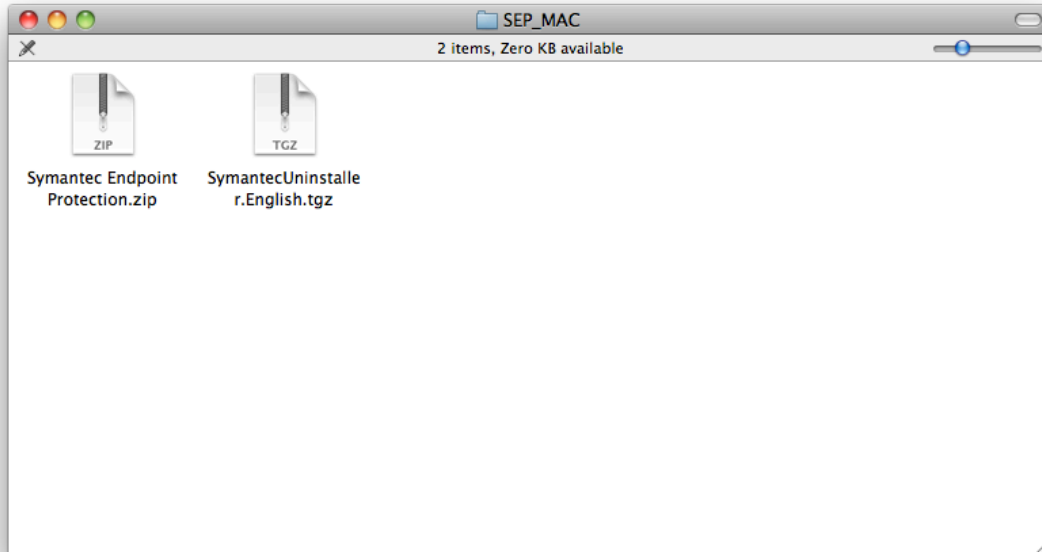 SEP_MAC
2 items, Zero KB available
ZIP
TGZ
Symantec Endpoint
Protection.zip
SymantecUninstalle
r.English.tgz